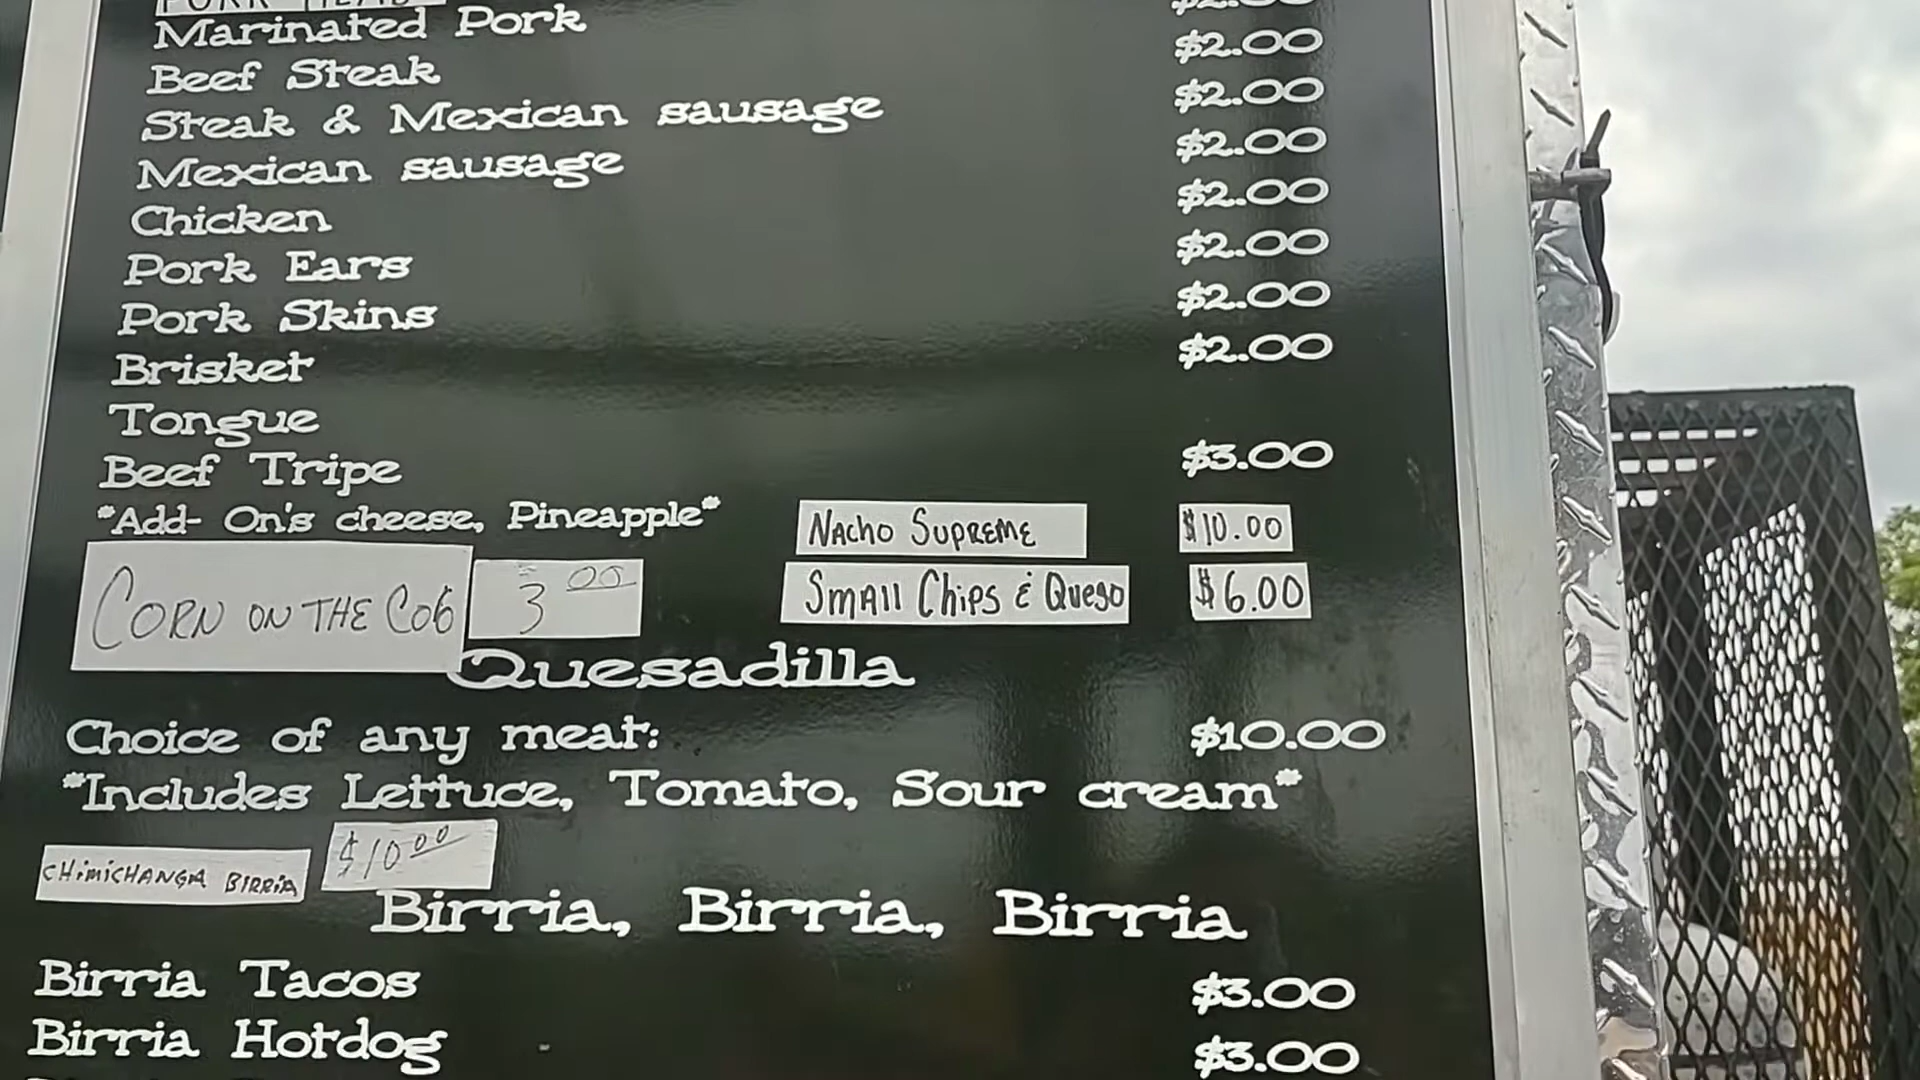 PORK HEAD
Marinated Pork $2.00
Beef Steak $2.00
Steak & Mexican sausage $2.00
Mexican sausage $2.00
Chicken $2.00
Pork Ears $2.00
Pork Skins $2.00
Brisket $2.00
Tongue
Beef Tripe $3.00
*Add- On's cheese, Pineapple*
NACHO SUPREME $10.00
CORN ON THE COB 3 00
SMALL CHIPS & QUESO $6.00
Quesadilla
Choice of any meat: $10.00
*Includes Lettuce, Tomato, Sour cream*
CHIMICHANGA BIRRIA $10 00
Birria, Birria, Birria
Birria Tacos $3.00
Birria Hotdog $3.00